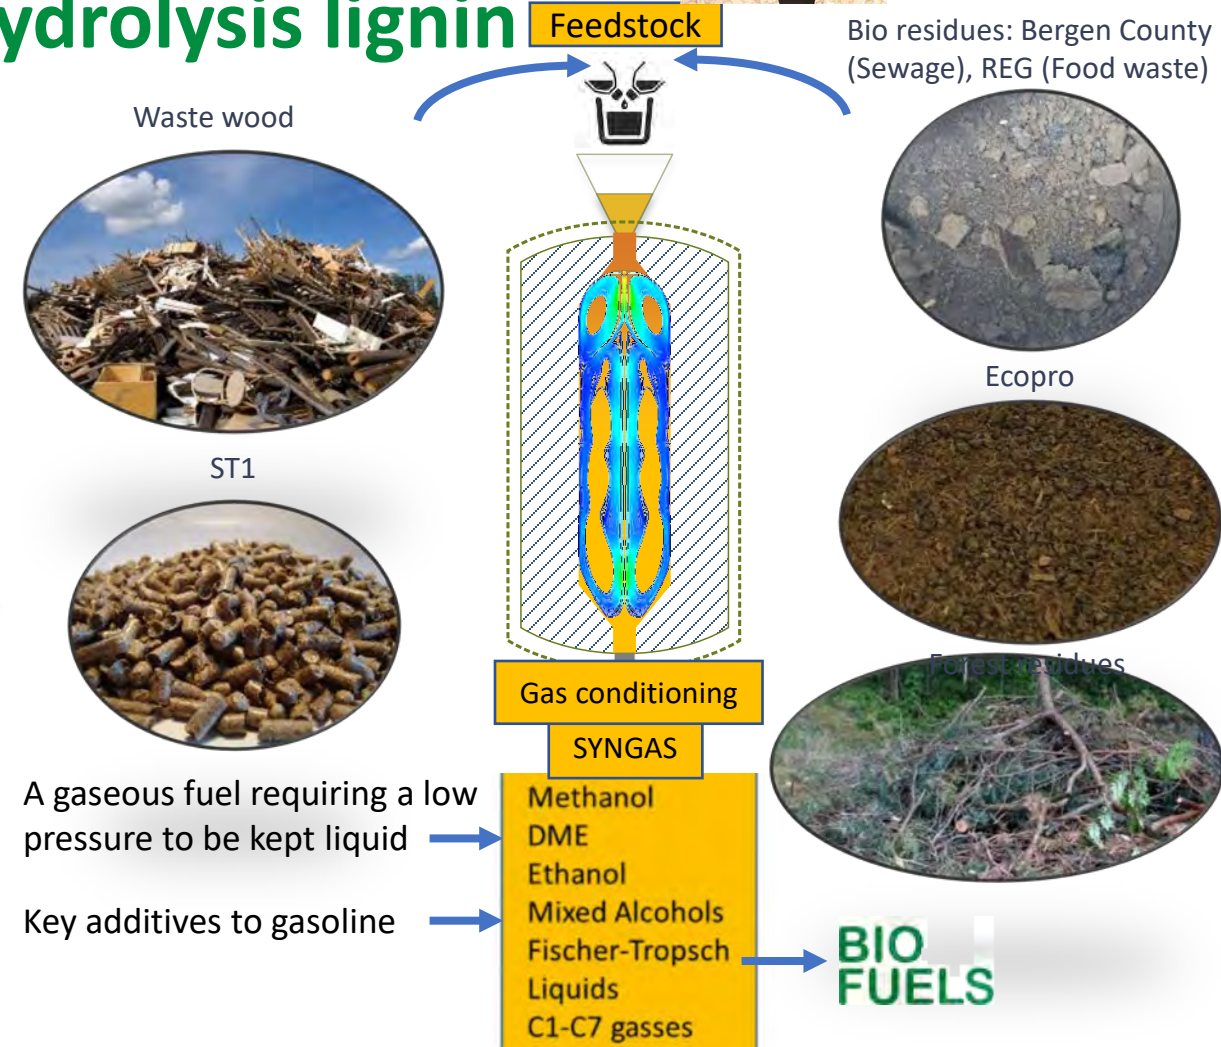 ydrolysis lignin
Feedstock
Bio residues: Bergen County
(Sewage), REG (Food waste)
Waste wood
Ecopro
ST1
Forest residues
Gas conditioning
SYNGAS
A gaseous fuel requiring a low
pressure to be kept liquid
Key additives to gasoline
Methanol
DME
Ethanol
Mixed Alcohols
Fischer-Tropsch
Liquids
C1-C7 gasses
BIO
FUELS